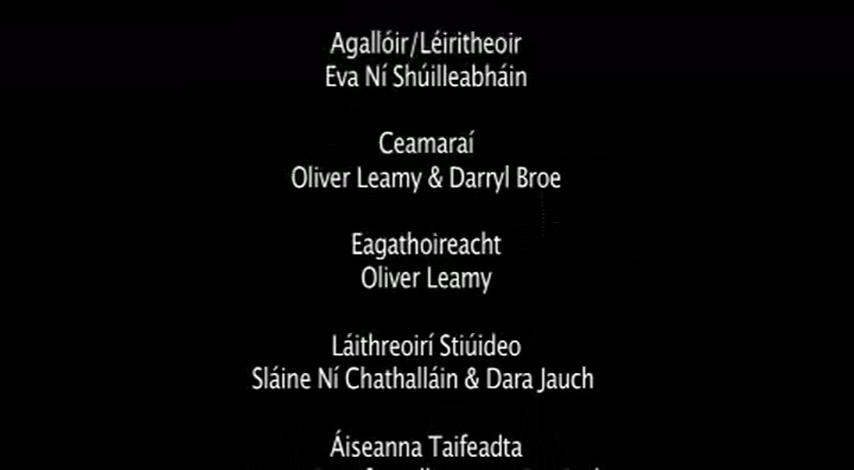 Agallóir/Léiritheoir
Eva Ní Shúilleabháin
Ceamaraí
Oliver Leamy & Darryl Broe
Eagathoireacht
Oliver Leamy
Láithreoirí Stiúideo
Sláine Ní Chathalláin & Dara Jauch
Áiseanna Taifeadta